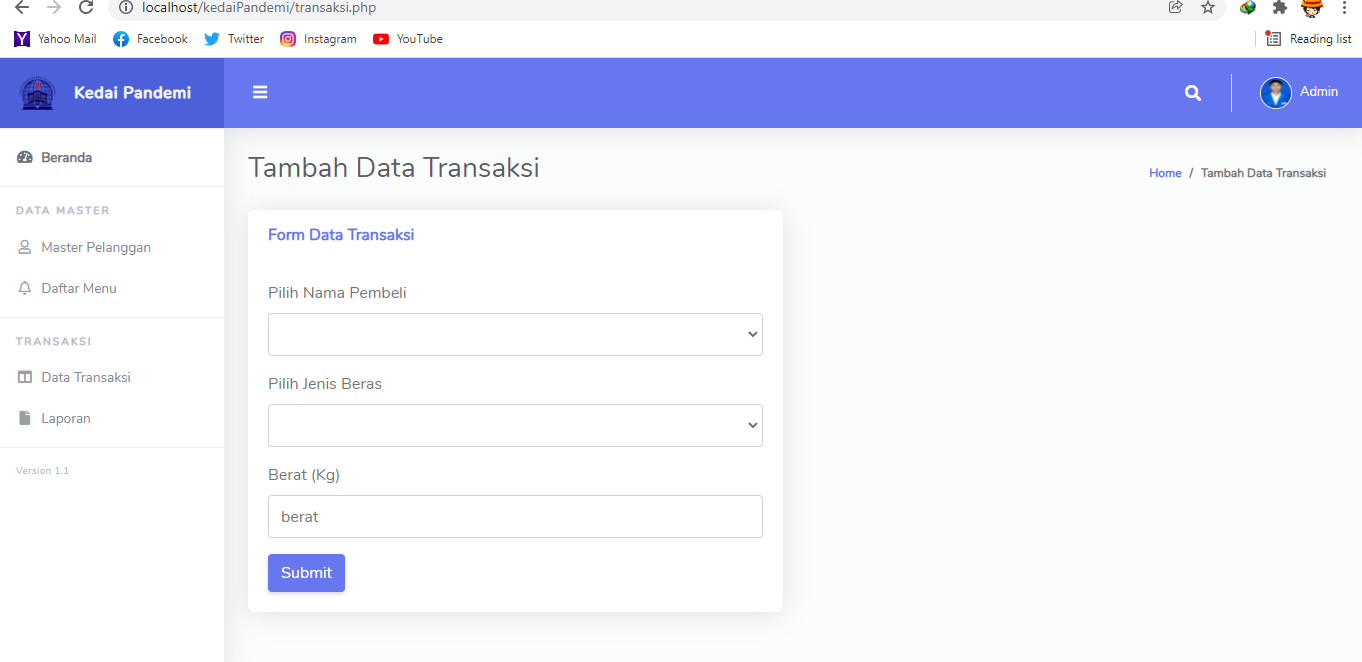 localhost/kedaiPandemi/transaksi.php
Yahoo Mail Facebook Twitter Instagram YouTube Reading list
Kedai Pandemi Admin
Beranda
DATA MASTER
Master Pelanggan
Daftar Menu
TRANSAKSI
Data Transaksi
Laporan
Version 1.1
Tambah Data Transaksi
Home / Tambah Data Transaksi
Form Data Transaksi
Pilih Nama Pembeli
Pilih Jenis Beras
Berat (Kg)
berat
Submit